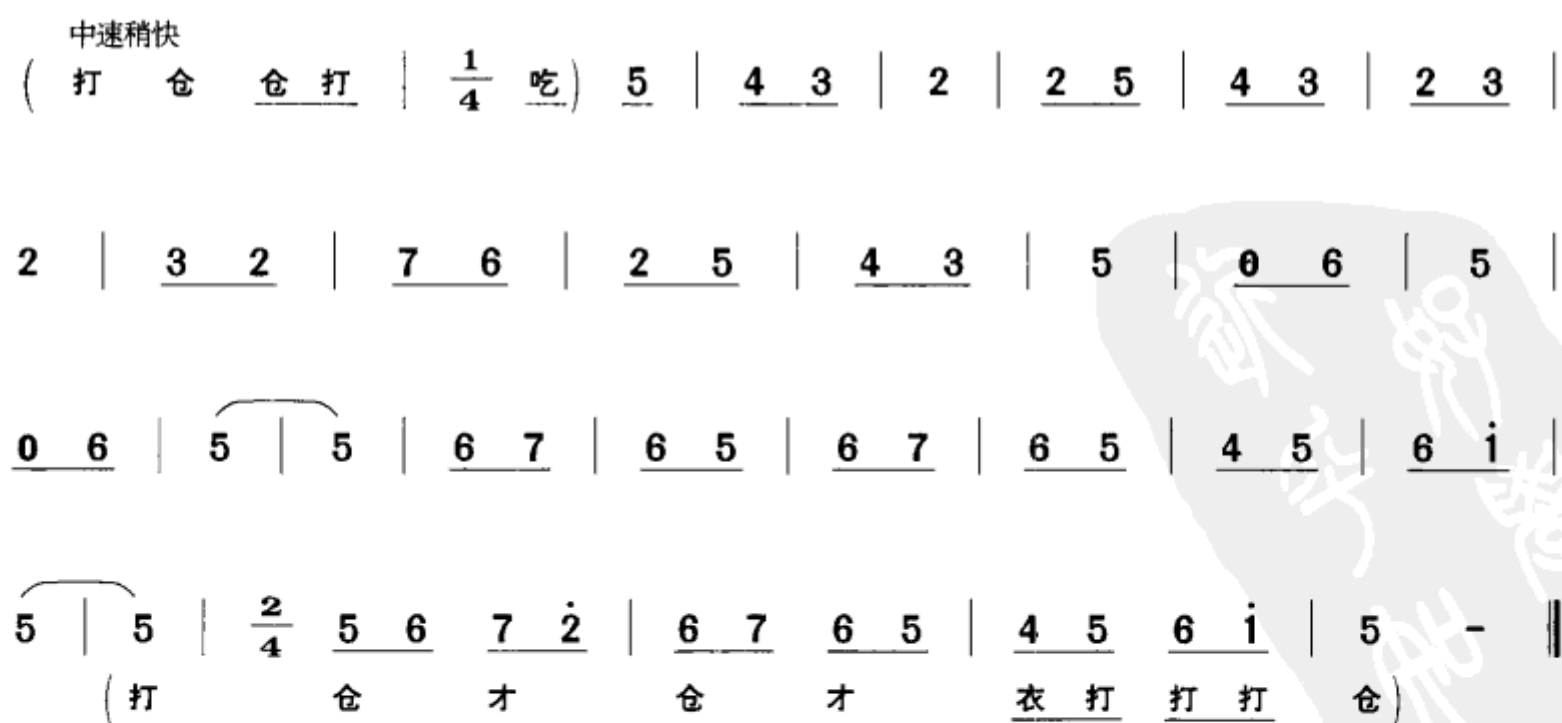 中速稍快
( 打 仓 仓 打 | 1/4 吃 ) 5 | 4 3 | 2 | 2 5 | 4 3 | 2 3 |
2 | 3 2 | 7 6 | 2 5 | 4 3 | 5 | 0 6 | 5 |
0 6 | 5 | 5 | 6 7 | 6 5 | 6 7 | 6 5 | 4 5 | 6 i |
5 | 5 | 2/4 5 6 7 2̇ | 6 7 6 5 | 4 5 6 i | 5 - ‖
( 打 仓 才 仓 才 衣 打 打 打 仓 )